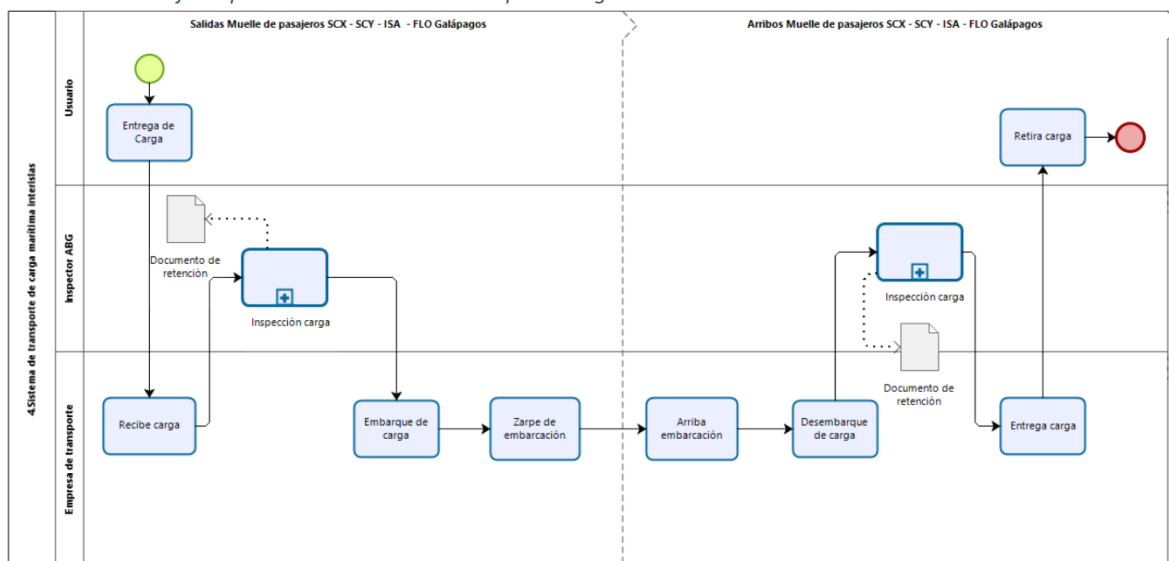 Salidas Muelle de pasajeros SCX - SCY - ISA - FLO Galápagos
Arribos Muelle de pasajeros SCX - SCY - ISA - FLO Galápagos
4.Sistema de transporte de carga marítima interislas
Usuario
Entrega de
Carga
Retira carga
Inspector ABG
Documento de
retención
Inspección carga
Inspección carga
Documento de
retención
Empresa de transporte
Recibe carga
Embarque de
carga
Zarpe de
embarcación
Arriba
embarcación
Desembarque
de carga
Entrega carga